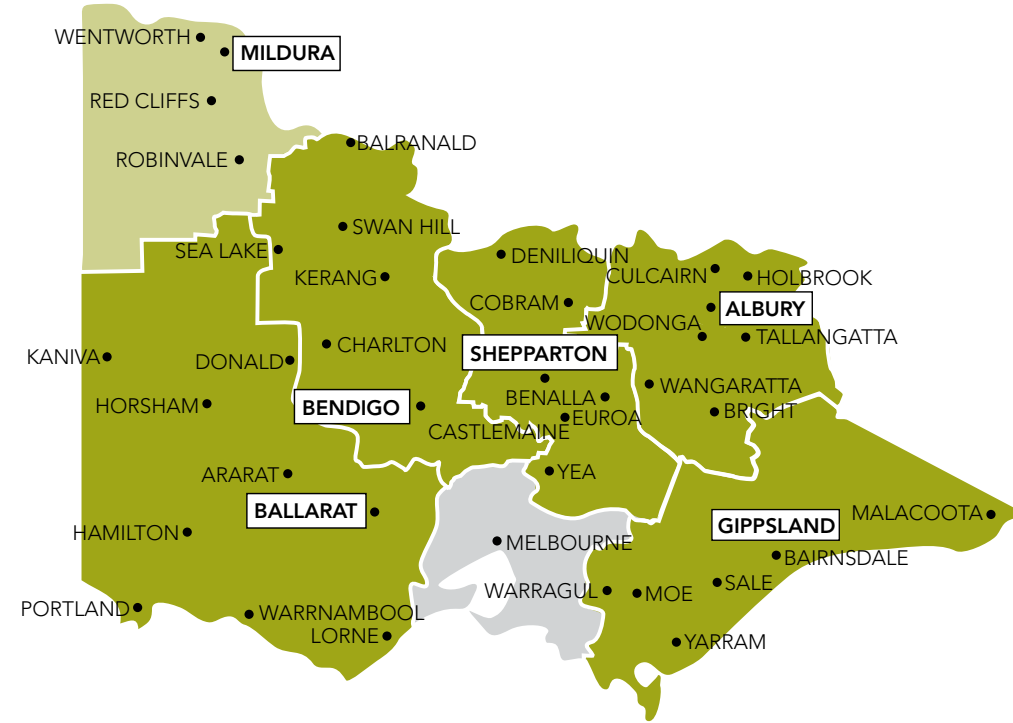 WENTWORTH
MILDURA
RED CLIFFS
BALRANALD
ROBINVALE
SWAN HILL
SEA LAKE
DENILIQUIN
KERANG
CULCAIRN
HOLBROOK
COBRAM
ALBURY
WODONGA
TALLANGATTA
CHARLTON
SHEPPARTON
KANIVA
DONALD
WANGARATTA
BENALLA
HORSHAM
BENDIGO
BRIGHT
EUROA
CASTLEMAINE
ARARAT
YEA
BALLARAT
MALACOOTA
GIPPSLAND
HAMILTON
MELBOURNE
BAIRNSDALE
SALE
WARRAGUL
MOE
PORTLAND
WARRNAMBOOL
LORNE
YARRAM